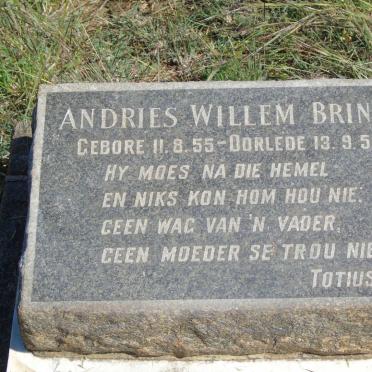 ANDRIES WILLEM BRIN
GEBORE 11.8.55-OORLEDE 13.9.5
HY MOES NA DIE HEMEL
EN NIKS KON HOM HOU NIE.
GEEN WAG VAN 'N VADER,
GEEN MOEDER SE TROU NIE
TOTIUS